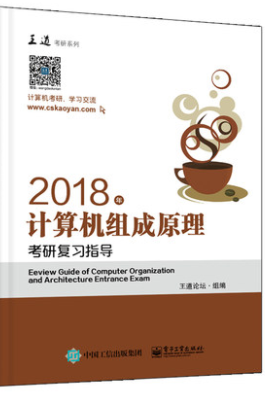 王道 考研系列
计算机考研，学习交流
www.cskaoyan.com
2018年
计算机组成原理
考研复习指导
Eeview Guide of Computer Organization
and Architecture Entrance Exam
王道论坛·组编
中国工信出版集团
电子工业出版社